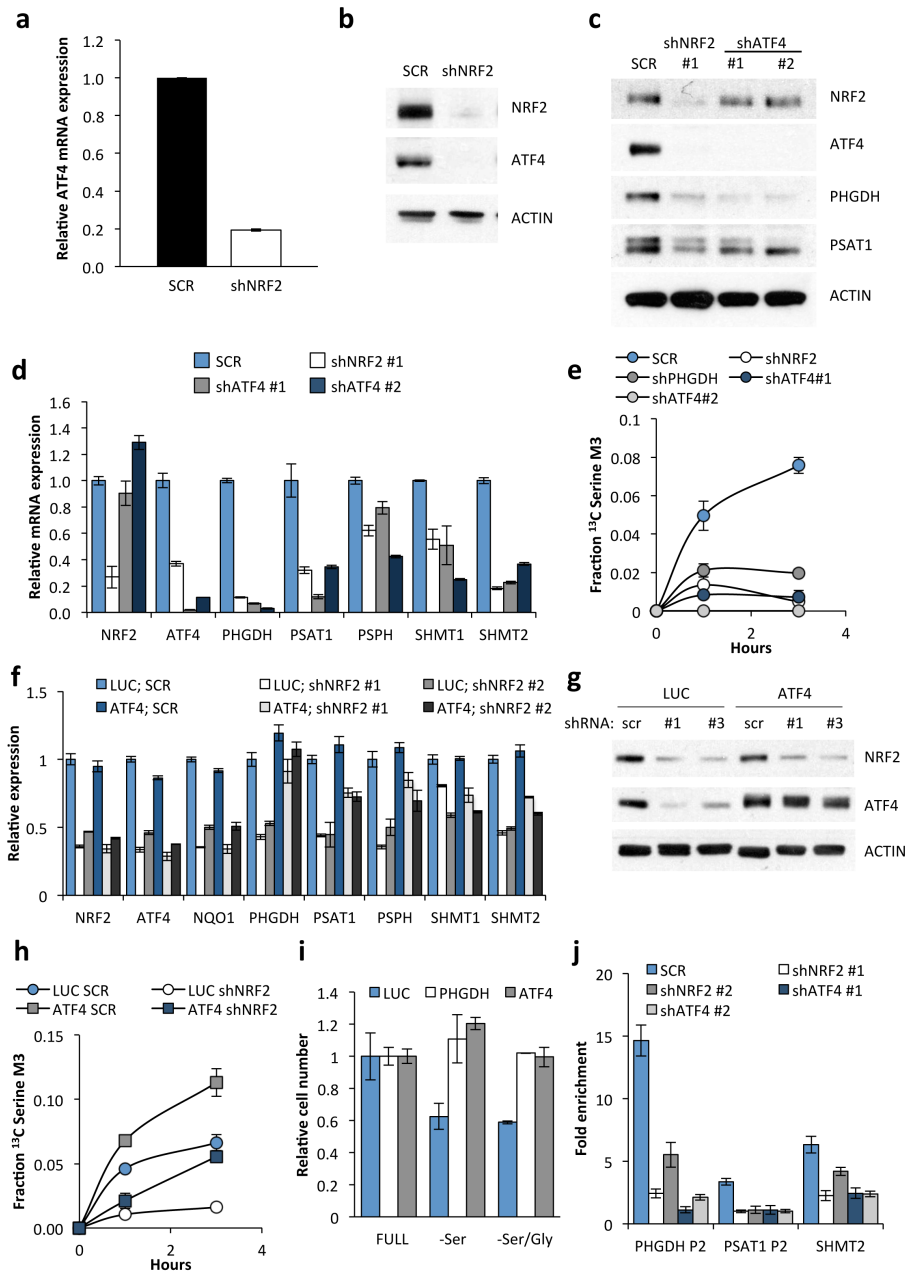 a
Relative ATF4 mRNA expression
1.2
1.0
0.8
0.6
0.4
0.2
0.0
SCR
shNRF2
b
SCR shNRF2
NRF2
ATF4
ACTIN
c
shNRF2 shATF4
SCR #1 #1 #2
NRF2
ATF4
PHGDH
PSAT1
ACTIN
d
SCR
shNRF2 #1
shATF4 #1
shATF4 #2
Relative mRNA expression
1.6
1.4
1.2
1.0
0.8
0.6
0.4
0.2
0.0
NRF2 ATF4 PHGDH PSAT1 PSPH SHMT1 SHMT2
e
SCR
shNRF2
shPHGDH
shATF4#1
shATF4#2
Fraction ¹³C Serine M3
0.1
0.08
0.06
0.04
0.02
0
0 2 4
Hours
f
LUC; SCR
LUC; shNRF2 #1
LUC; shNRF2 #2
ATF4; SCR
ATF4; shNRF2 #1
ATF4; shNRF2 #2
Relative expression
1.5
1
0.5
0
NRF2 ATF4 NQO1 PHGDH PSAT1 PSPH SHMT1 SHMT2
g
LUC ATF4
shRNA: scr #1 #3 scr #1 #3
NRF2
ATF4
ACTIN
h
LUC SCR
LUC shNRF2
ATF4 SCR
ATF4 shNRF2
Fraction ¹³C Serine M3
0.15
0.10
0.05
0.00
0 2 4
Hours
i
LUC
PHGDH
ATF4
Relative cell number
1.4
1.2
1
0.8
0.6
0.4
0.2
0
FULL -Ser -Ser/Gly
j
SCR
shNRF2 #1
shNRF2 #2
shATF4 #1
shATF4 #2
Fold enrichment
20
15
10
5
0
PHGDH P2 PSAT1 P2 SHMT2